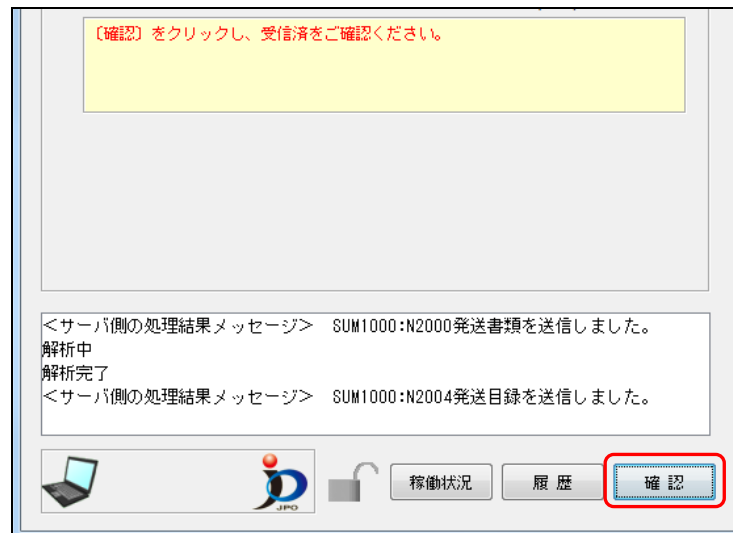 〔確認〕をクリックし、受信済をご確認ください。
＜サーバ側の処理結果メッセージ＞　SUM1000:N2000発送書類を送信しました。
解析中
解析完了
＜サーバ側の処理結果メッセージ＞　SUM1000:N2004発送目録を送信しました。
JPO
稼働状況
履 歴
確 認